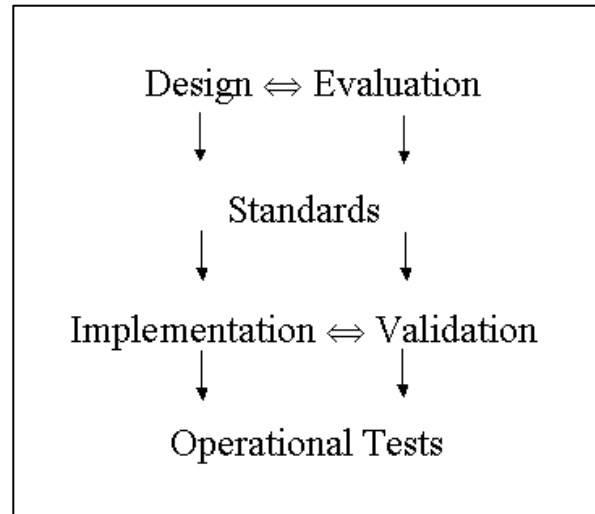 Design ⇔ Evaluation
Standards
Implementation ⇔ Validation
Operational Tests